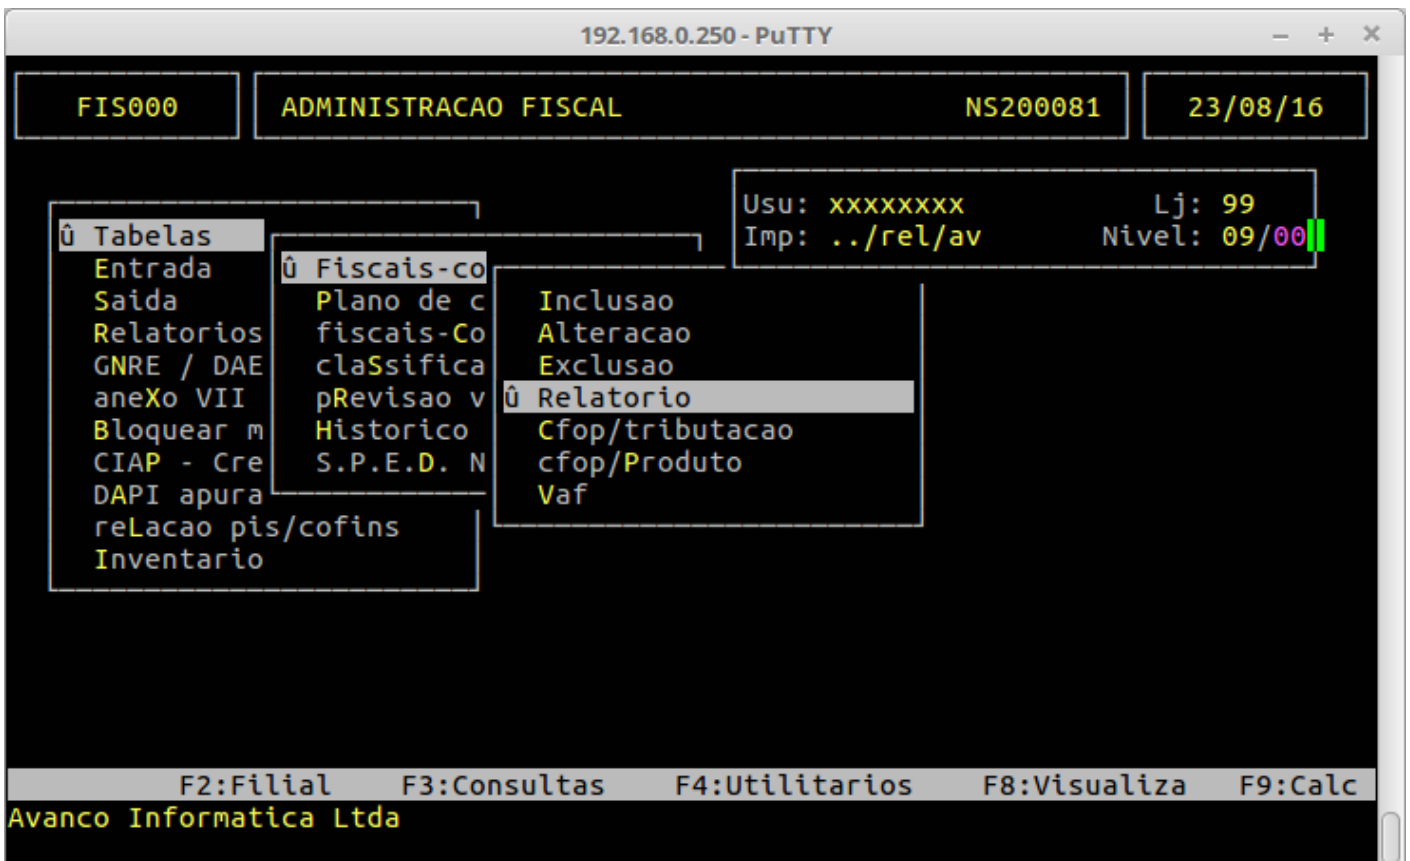 192.168.0.250 - PuTTY
FIS000 ADMINISTRACAO FISCAL NS200081 23/08/16
Usu: xxxxxxxx Lj: 99
Imp: ../rel/av Nivel: 09/00
û Tabelas
Entrada
Saida
Relatorios
GNRE / DAE
aneXo VII
Bloquear m
CIAP - Cre
DAPI apura
reLacao pis/cofins
Inventario
û Fiscais-co
Plano de c
fiscais-Co
claSsifica
pRevisao v
Historico
S.P.E.D. N
Inclusao
Alteracao
Exclusao
û Relatorio
Cfop/tributacao
cfop/Produto
Vaf
F2:Filial F3:Consultas F4:Utilitarios F8:Visualiza F9:Calc
Avanco Informatica Ltda